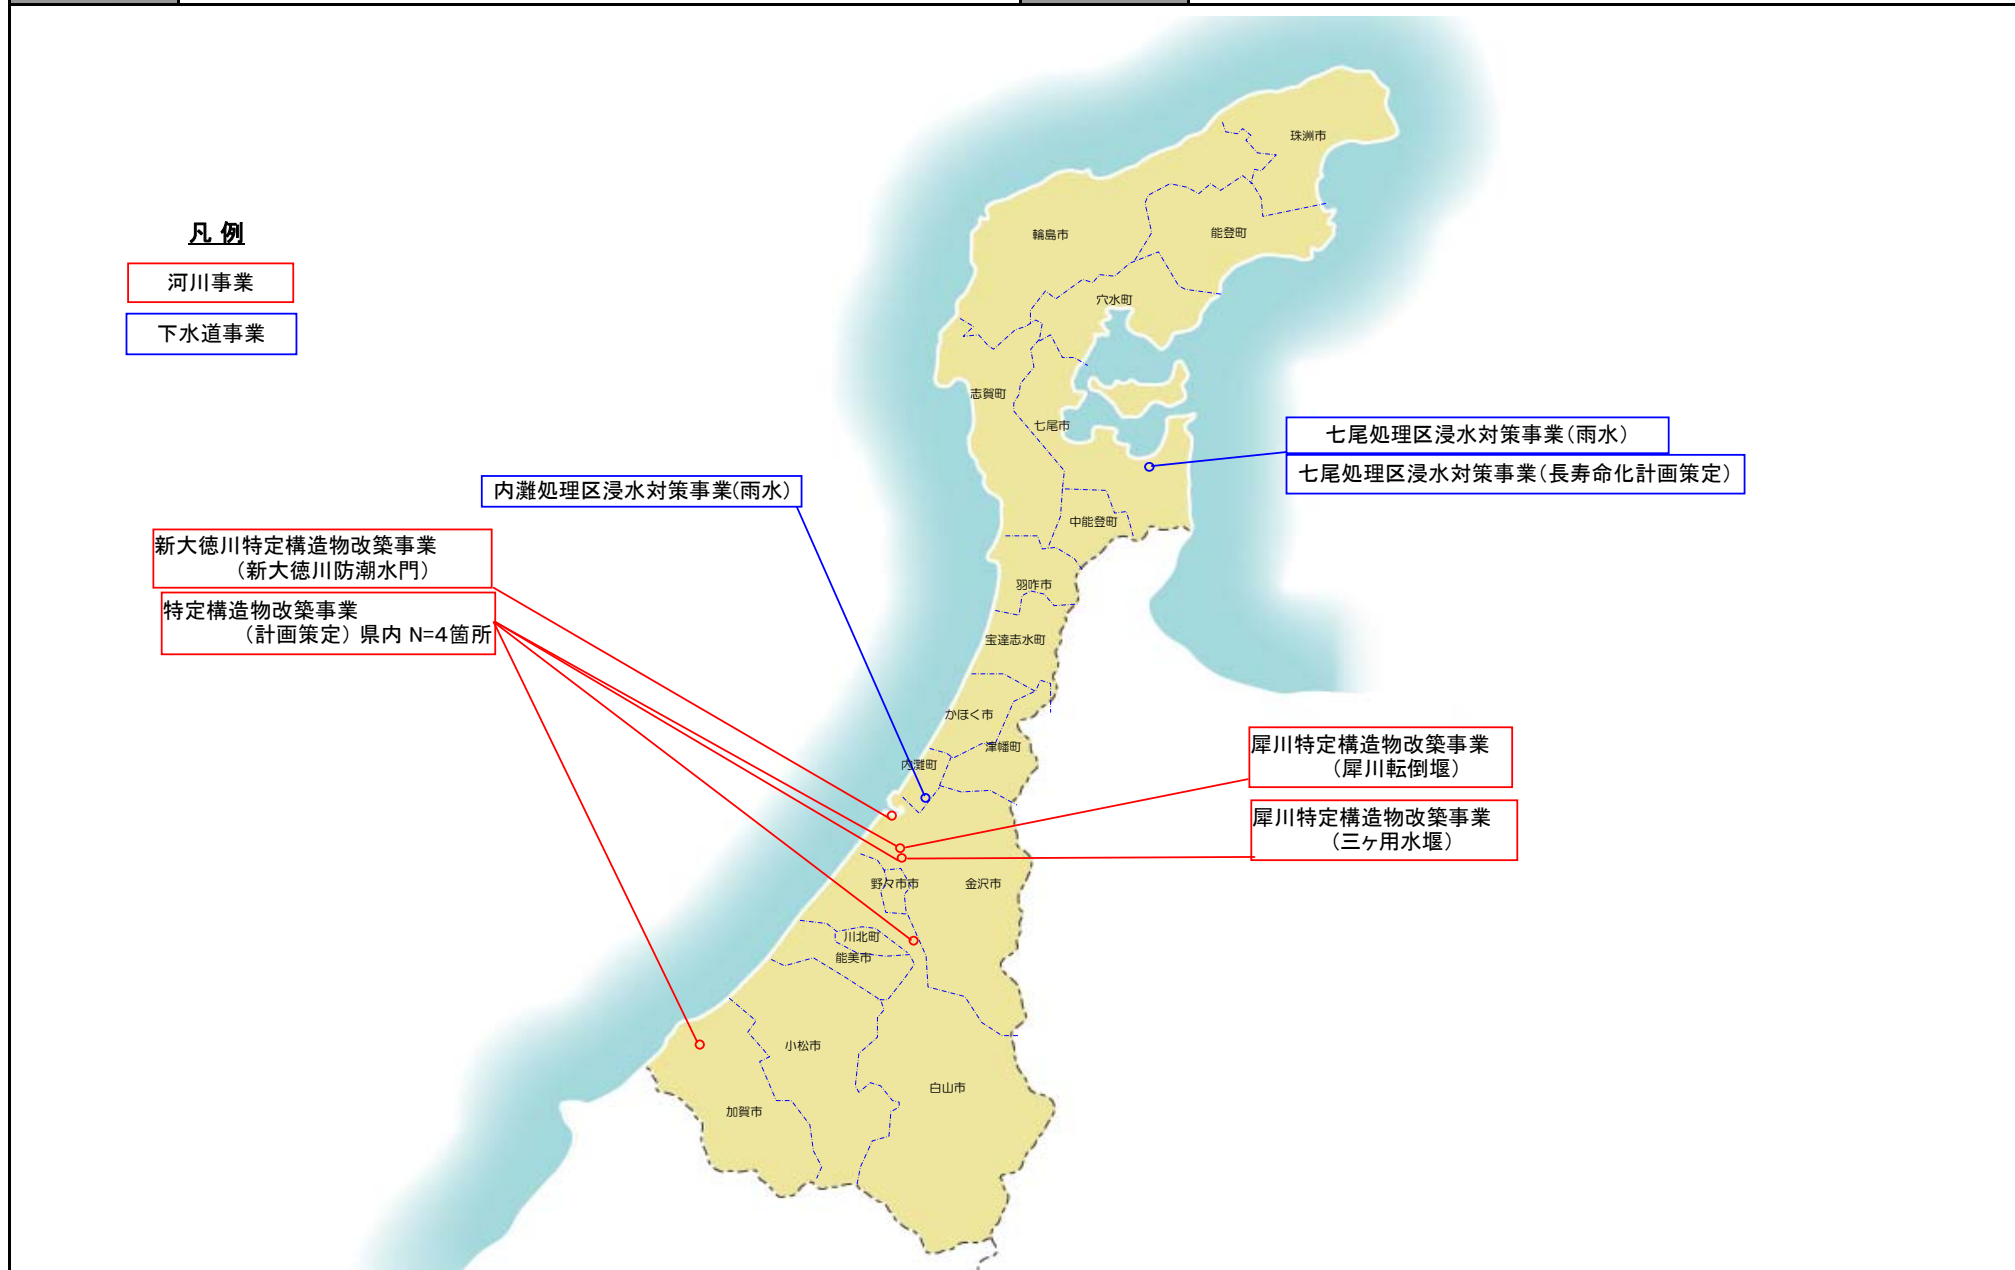 凡 例
河川事業
下水道事業
珠洲市
輪島市
能登町
穴水町
志賀町
七尾市
七尾処理区浸水対策事業(雨水)
七尾処理区浸水対策事業(長寿命化計画策定)
内灘処理区浸水対策事業(雨水)
中能登町
新大徳川特定構造物改築事業
(新大徳川防潮水門)
特定構造物改築事業
(計画策定) 県内 N=4箇所
羽咋市
宝達志水町
かほく市
津幡町
内灘町
犀川特定構造物改築事業
(犀川転倒堰)
犀川特定構造物改築事業
(三ヶ用水堰)
野々市市
金沢市
川北町
能美市
小松市
白山市
加賀市